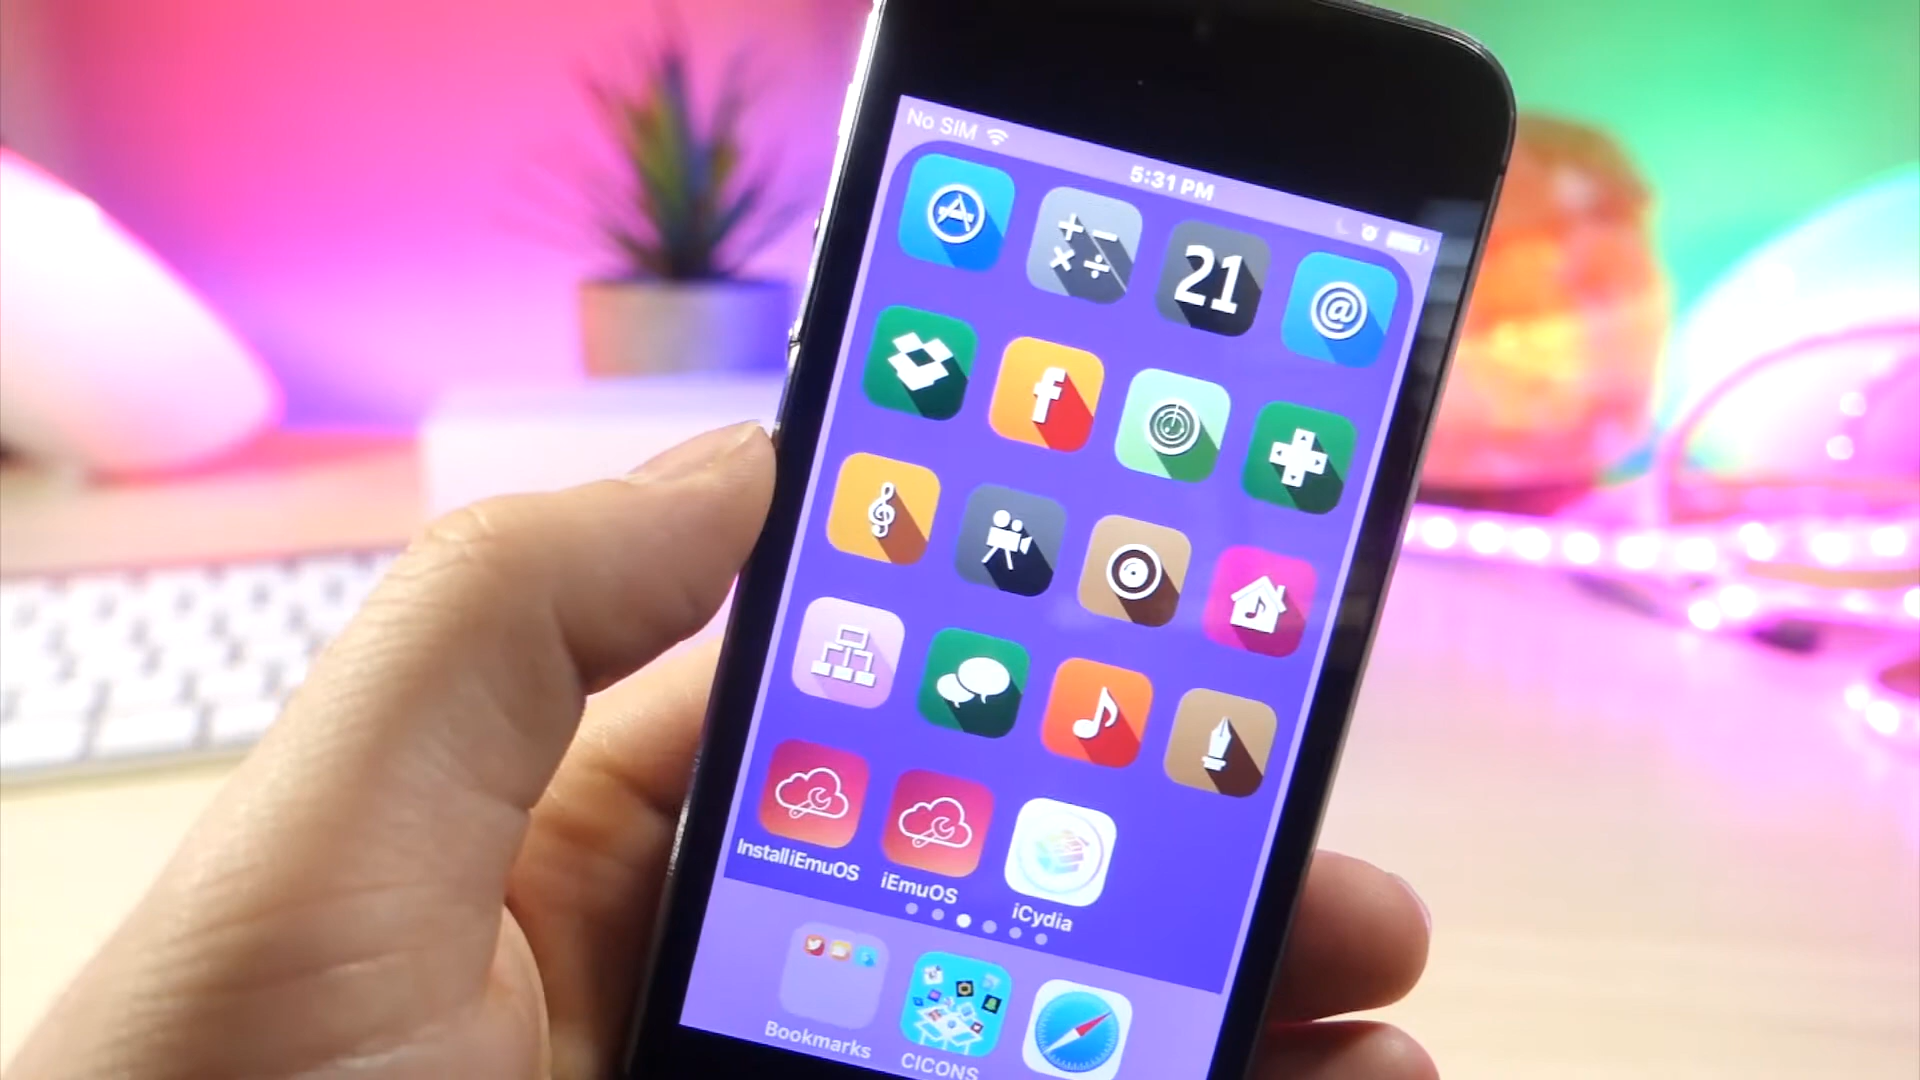 No SIM
5:31 PM
21
InstalliEmuOS
iEmuOS
iCydia
Bookmarks
CICONS